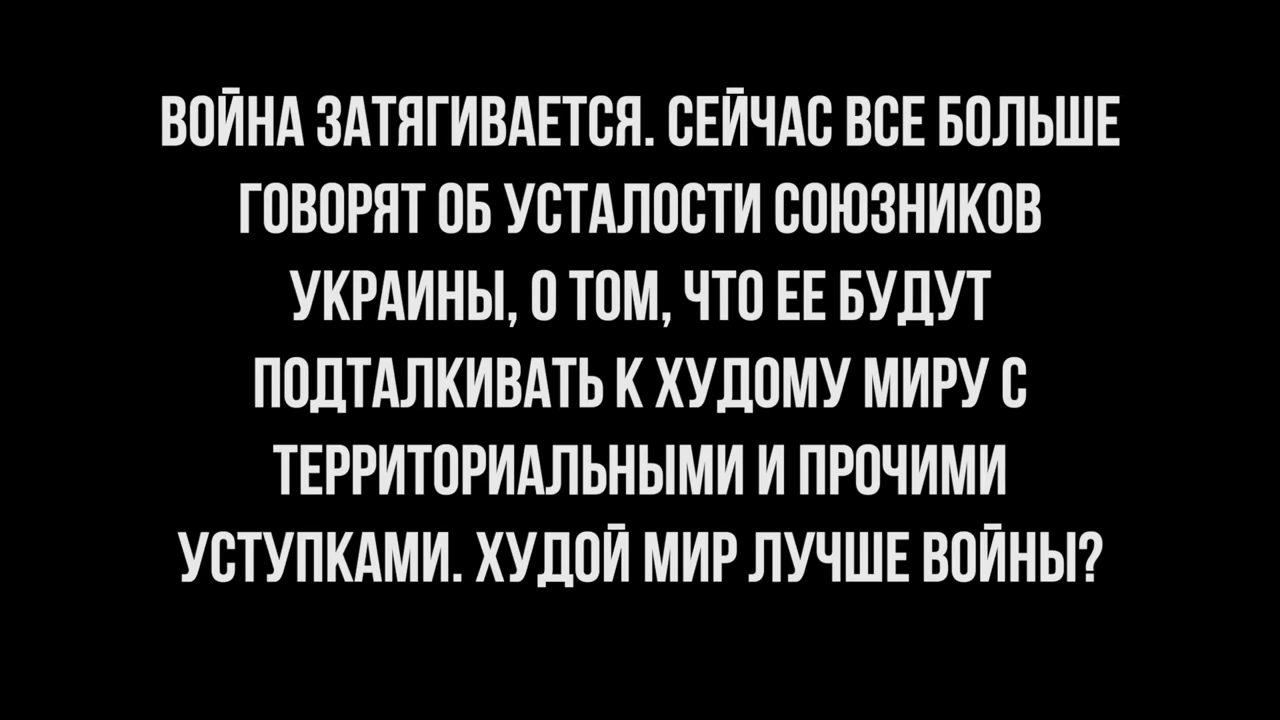 ВОЙНА ЗАТЯГИВАЕТСЯ. СЕЙЧАС ВСЕ БОЛЬШЕ
ГОВОРЯТ ОБ УСТАЛОСТИ СОЮЗНИКОВ
УКРАИНЫ, О ТОМ, ЧТО ЕЕ БУДУТ
ПОДТАЛКИВАТЬ К ХУДОМУ МИРУ С
ТЕРРИТОРИАЛЬНЫМИ И ПРОЧИМИ
УСТУПКАМИ. ХУДОЙ МИР ЛУЧШЕ ВОЙНЫ?